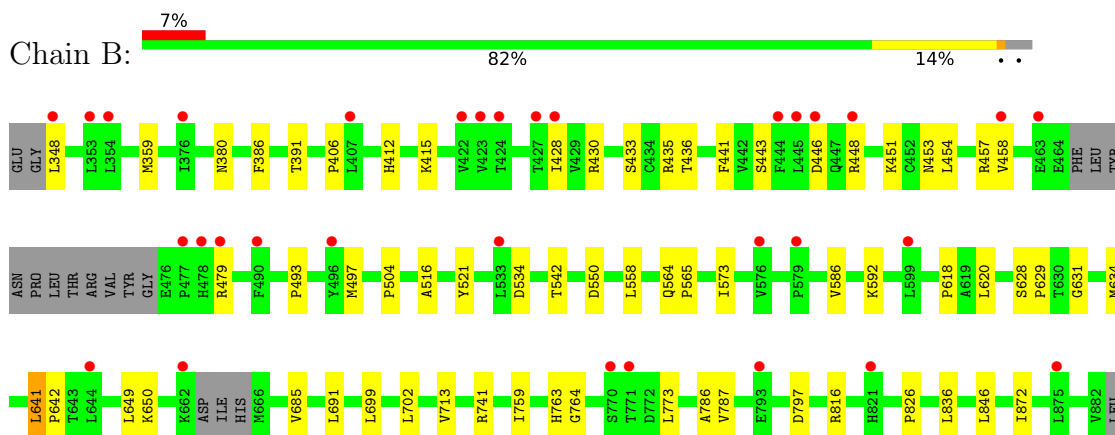 7%
Chain B:
82% 14% • •
GLU GLY L348 L353 L354 M359 I376 N380 F386 T391 P406 L407 H412 K415 V422 V423 T424 T427 I428 V429 R430 S433 C434 R435 T436 F441 V442 S443 F444 L445 D446 Q447 R448 K451 C452 N453 L454 R457 V458 E463 E464 PHE LEU TYR
ASN PRO LEU THR ARG VAL TYR GLY E476 P477 H478 R479 F490 P493 Y496 M497 P504 A516 Y521 L533 D534 T542 D550 L558 Q564 P565 I573 V576 P579 V586 K592 L599 P618 A619 L620 S628 P629 T630 G631 M634
L641 P642 T643 L644 L649 K650 K662 ASP ILE HIS M666 V685 L691 L699 L702 V713 R741 I759 H763 G764 S770 T771 D772 L773 A786 V787 E793 D797 R816 H821 P826 L836 L846 I872 L875 V882 LEU